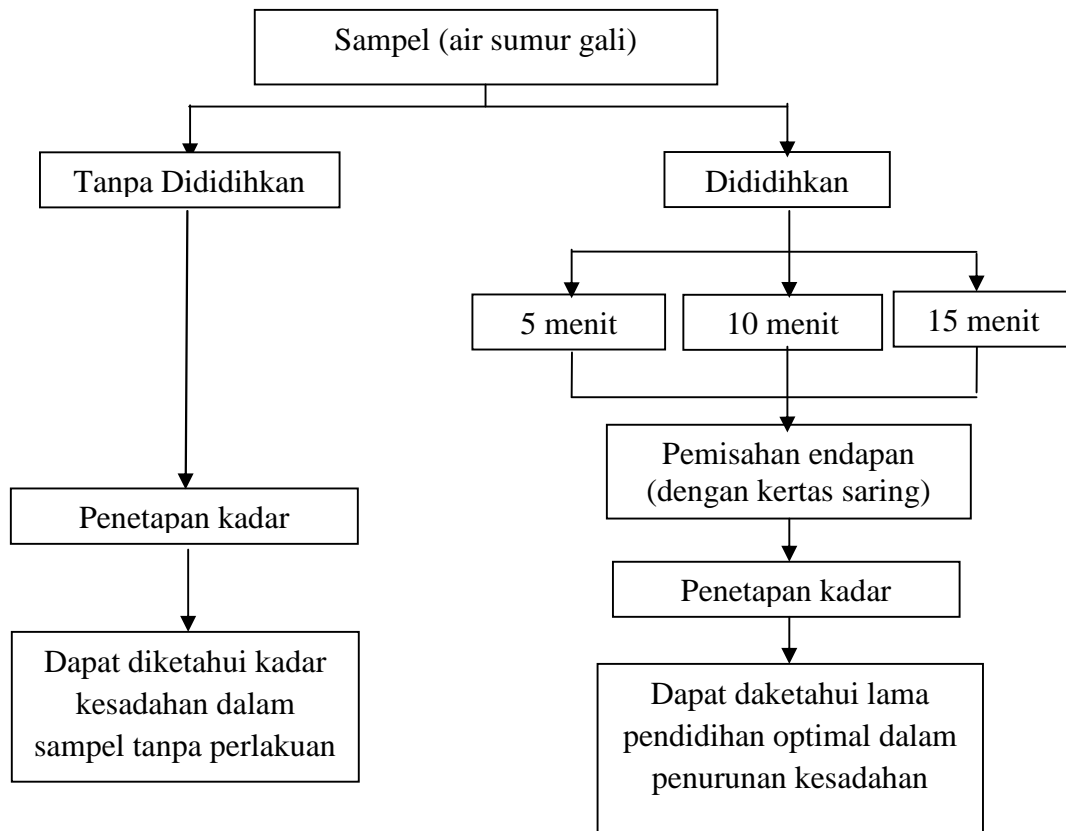 Sampel (air sumur gali)
Tanpa Dididihkan
Dididihkan
5 menit
10 menit
15 menit
Pemisahan endapan
(dengan kertas saring)
Penetapan kadar
Penetapan kadar
Dapat diketahui kadar
kesadahan dalam
sampel tanpa perlakuan
Dapat daketahui lama
pendidihan optimal dalam
penurunan kesadahan